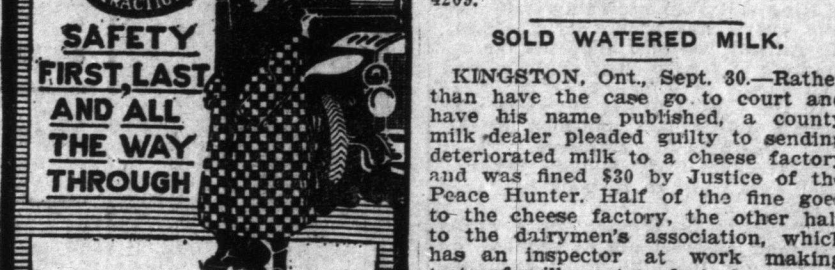 SAFETY
FIRST, LAST
AND ALL
THE WAY
THROUGH
4209.
SOLD WATERED MILK.
KINGSTON, Ont., Sept. 30.—Rathe
than have the case go to court an
have his name published, a count
milk dealer pleaded guilty to sendin
deteriorated milk to a cheese factor
and was fined $30 by Justice of th
Peace Hunter. Half of the fine goe
to the cheese factory, the other hal
to the dairymen's association, whic
has an inspector at work makin